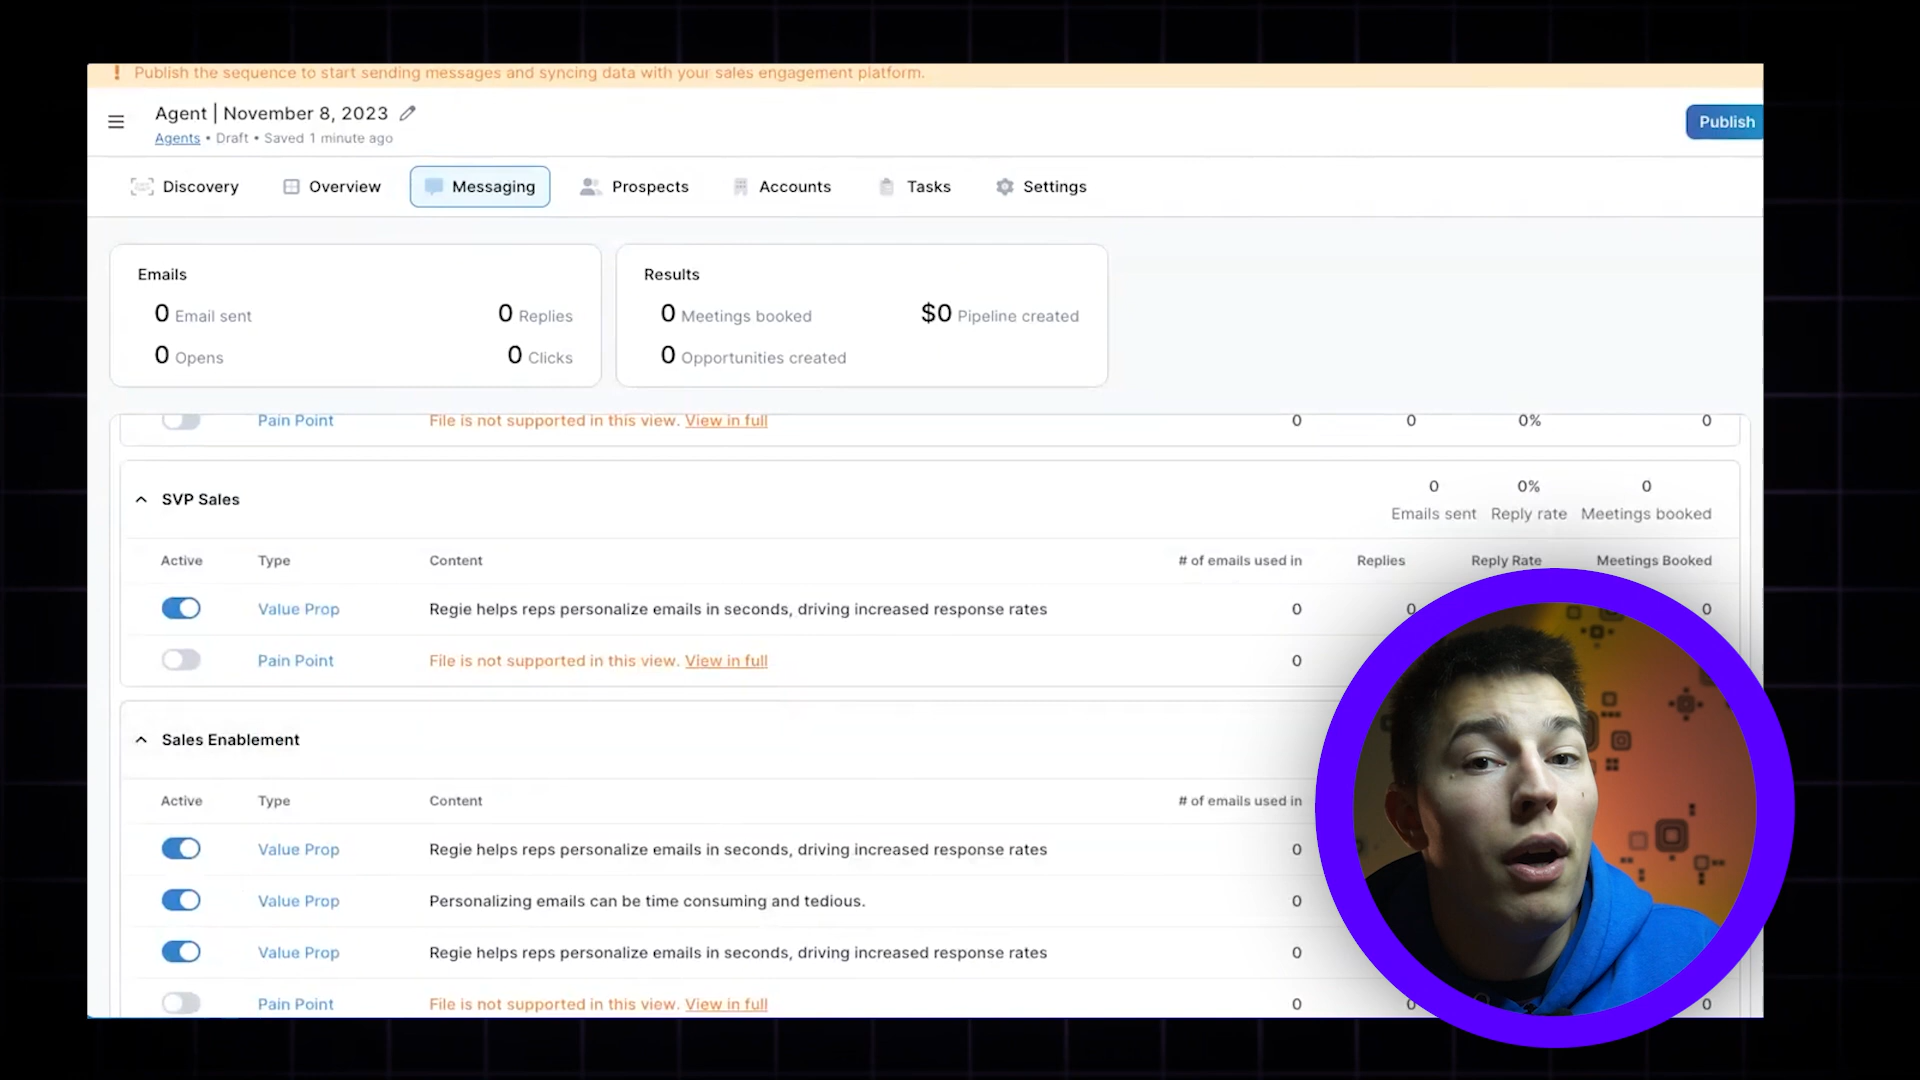 Publish the sequence to start sending messages and syncing data with your sales engagement platform.
Agent | November 8, 2023
Agents • Draft • Saved 1 minute ago
Publish
Discovery Overview Messaging Prospects Accounts Tasks Settings
Emails
0 Email sent 0 Replies
0 Opens 0 Clicks
Results
0 Meetings booked $0 Pipeline created
0 Opportunities created
Pain Point File is not supported in this view. View in full 0 0 0% 0
SVP Sales
0 0% 0
Emails sent Reply rate Meetings booked
Active Type Content # of emails used in Replies Reply Rate Meetings Booked
Value Prop Regie helps reps personalize emails in seconds, driving increased response rates 0 0 0
Pain Point File is not supported in this view. View in full 0
Sales Enablement
Active Type Content # of emails used in
Value Prop Regie helps reps personalize emails in seconds, driving increased response rates 0
Value Prop Personalizing emails can be time consuming and tedious. 0
Value Prop Regie helps reps personalize emails in seconds, driving increased response rates 0
Pain Point File is not supported in this view. View in full 0 0 0